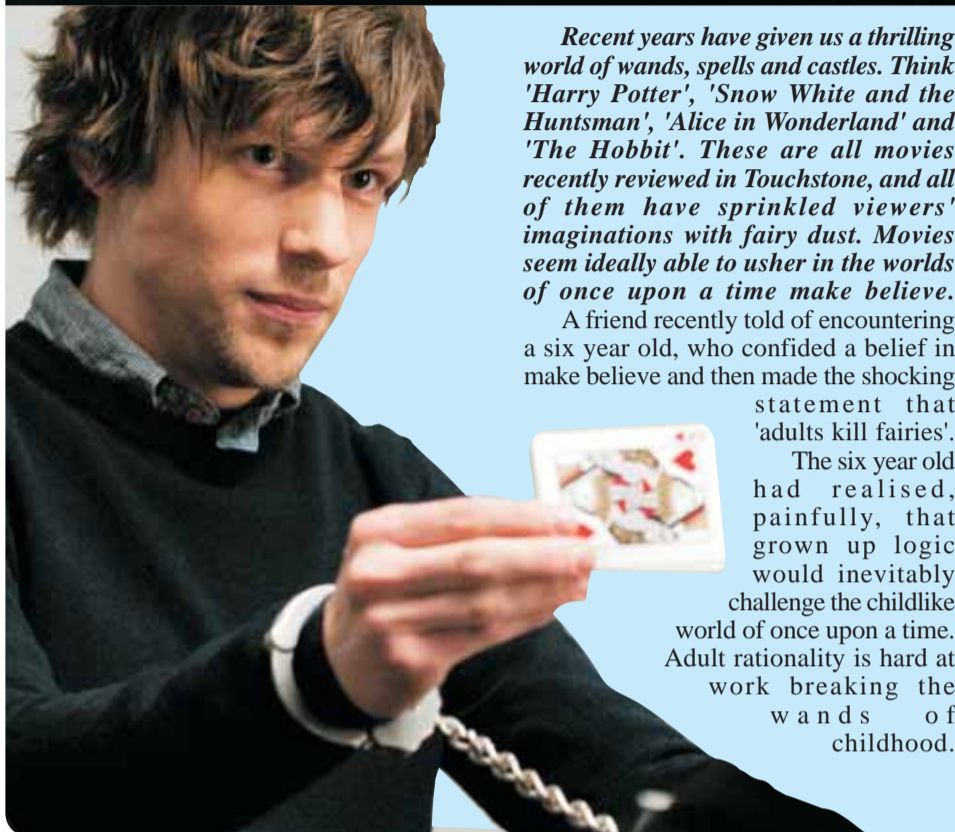 Recent years have given us a thrilling
world of wands, spells and castles. Think
'Harry Potter', 'Snow White and the
Huntsman', 'Alice in Wonderland' and
'The Hobbit'. These are all movies
recently reviewed in Touchstone, and all
of them have sprinkled viewers'
imaginations with fairy dust. Movies
seem ideally able to usher in the worlds
of once upon a time make believe.
A friend recently told of encountering
a six year old, who confided a belief in
make believe and then made the shocking
statement that
'adults kill fairies'.
The six year old
had realised,
painfully, that
grown up logic
would inevitably
challenge the childlike
world of once upon a time.
Adult rationality is hard at
work breaking the
wands of
childhood.